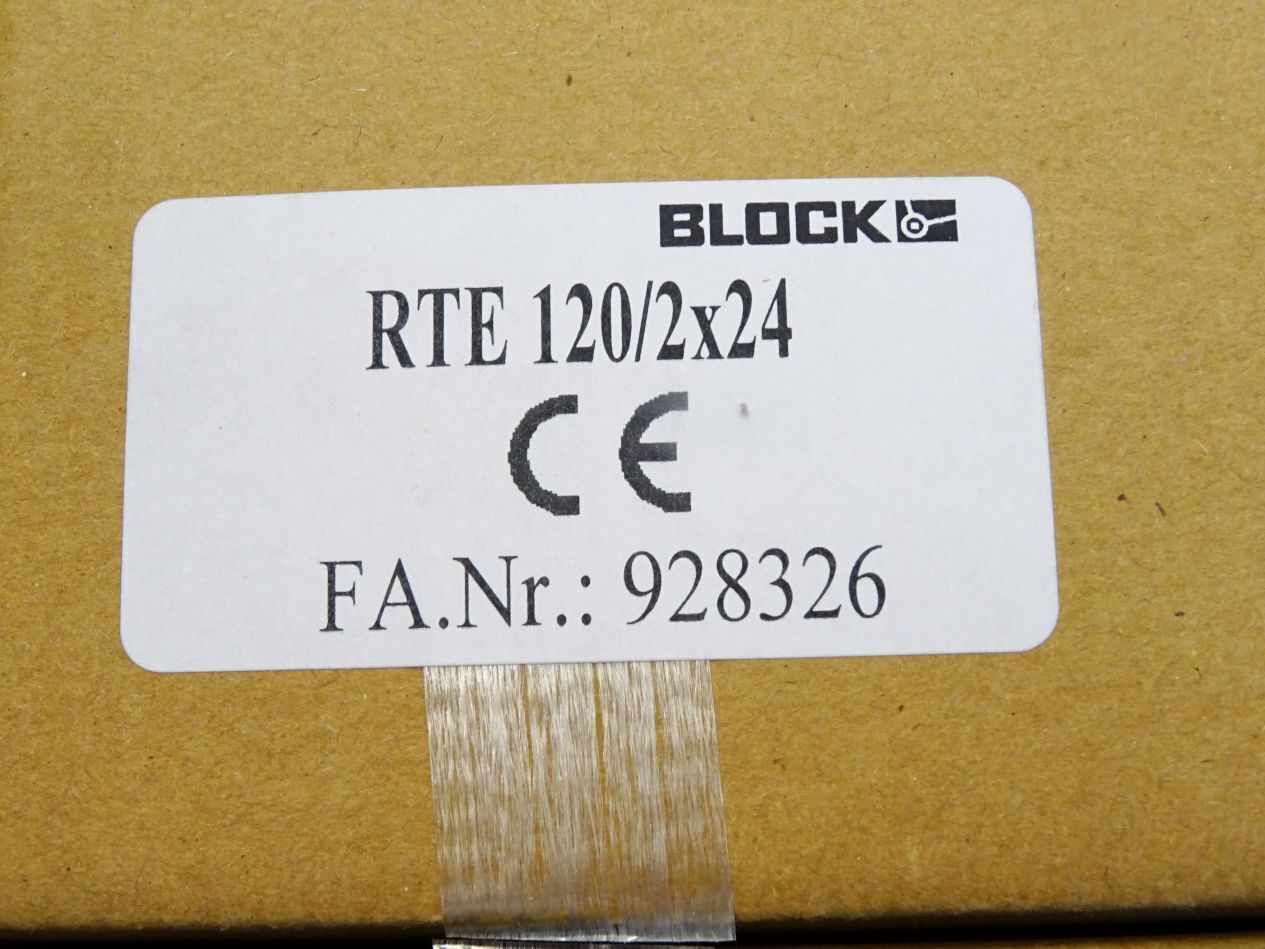 BLOCK
RTE 120/2x24
CE
FA.Nr.: 928326